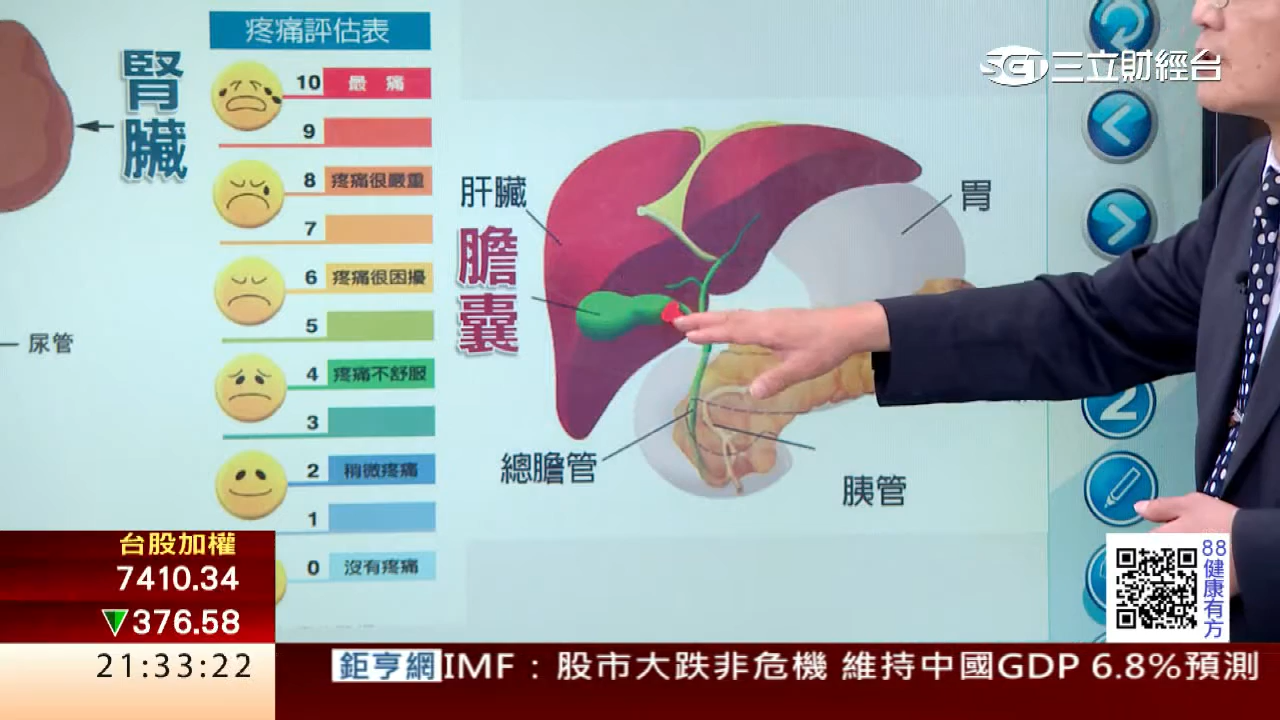 疼痛評估表
腎臟
10 最痛
9
8 疼痛很嚴重
7
6 疼痛很困擾
5
4 疼痛不舒服
3
2 稍微疼痛
1
0 沒有疼痛
尿管
肝臟
膽囊
胃
總膽管
胰管
SET三立財經台
2
88健康有方
台股加權
7410.34
▼376.58
21:33:22
鉅亨網 IMF：股市大跌非危機 維持中國GDP 6.8%預測